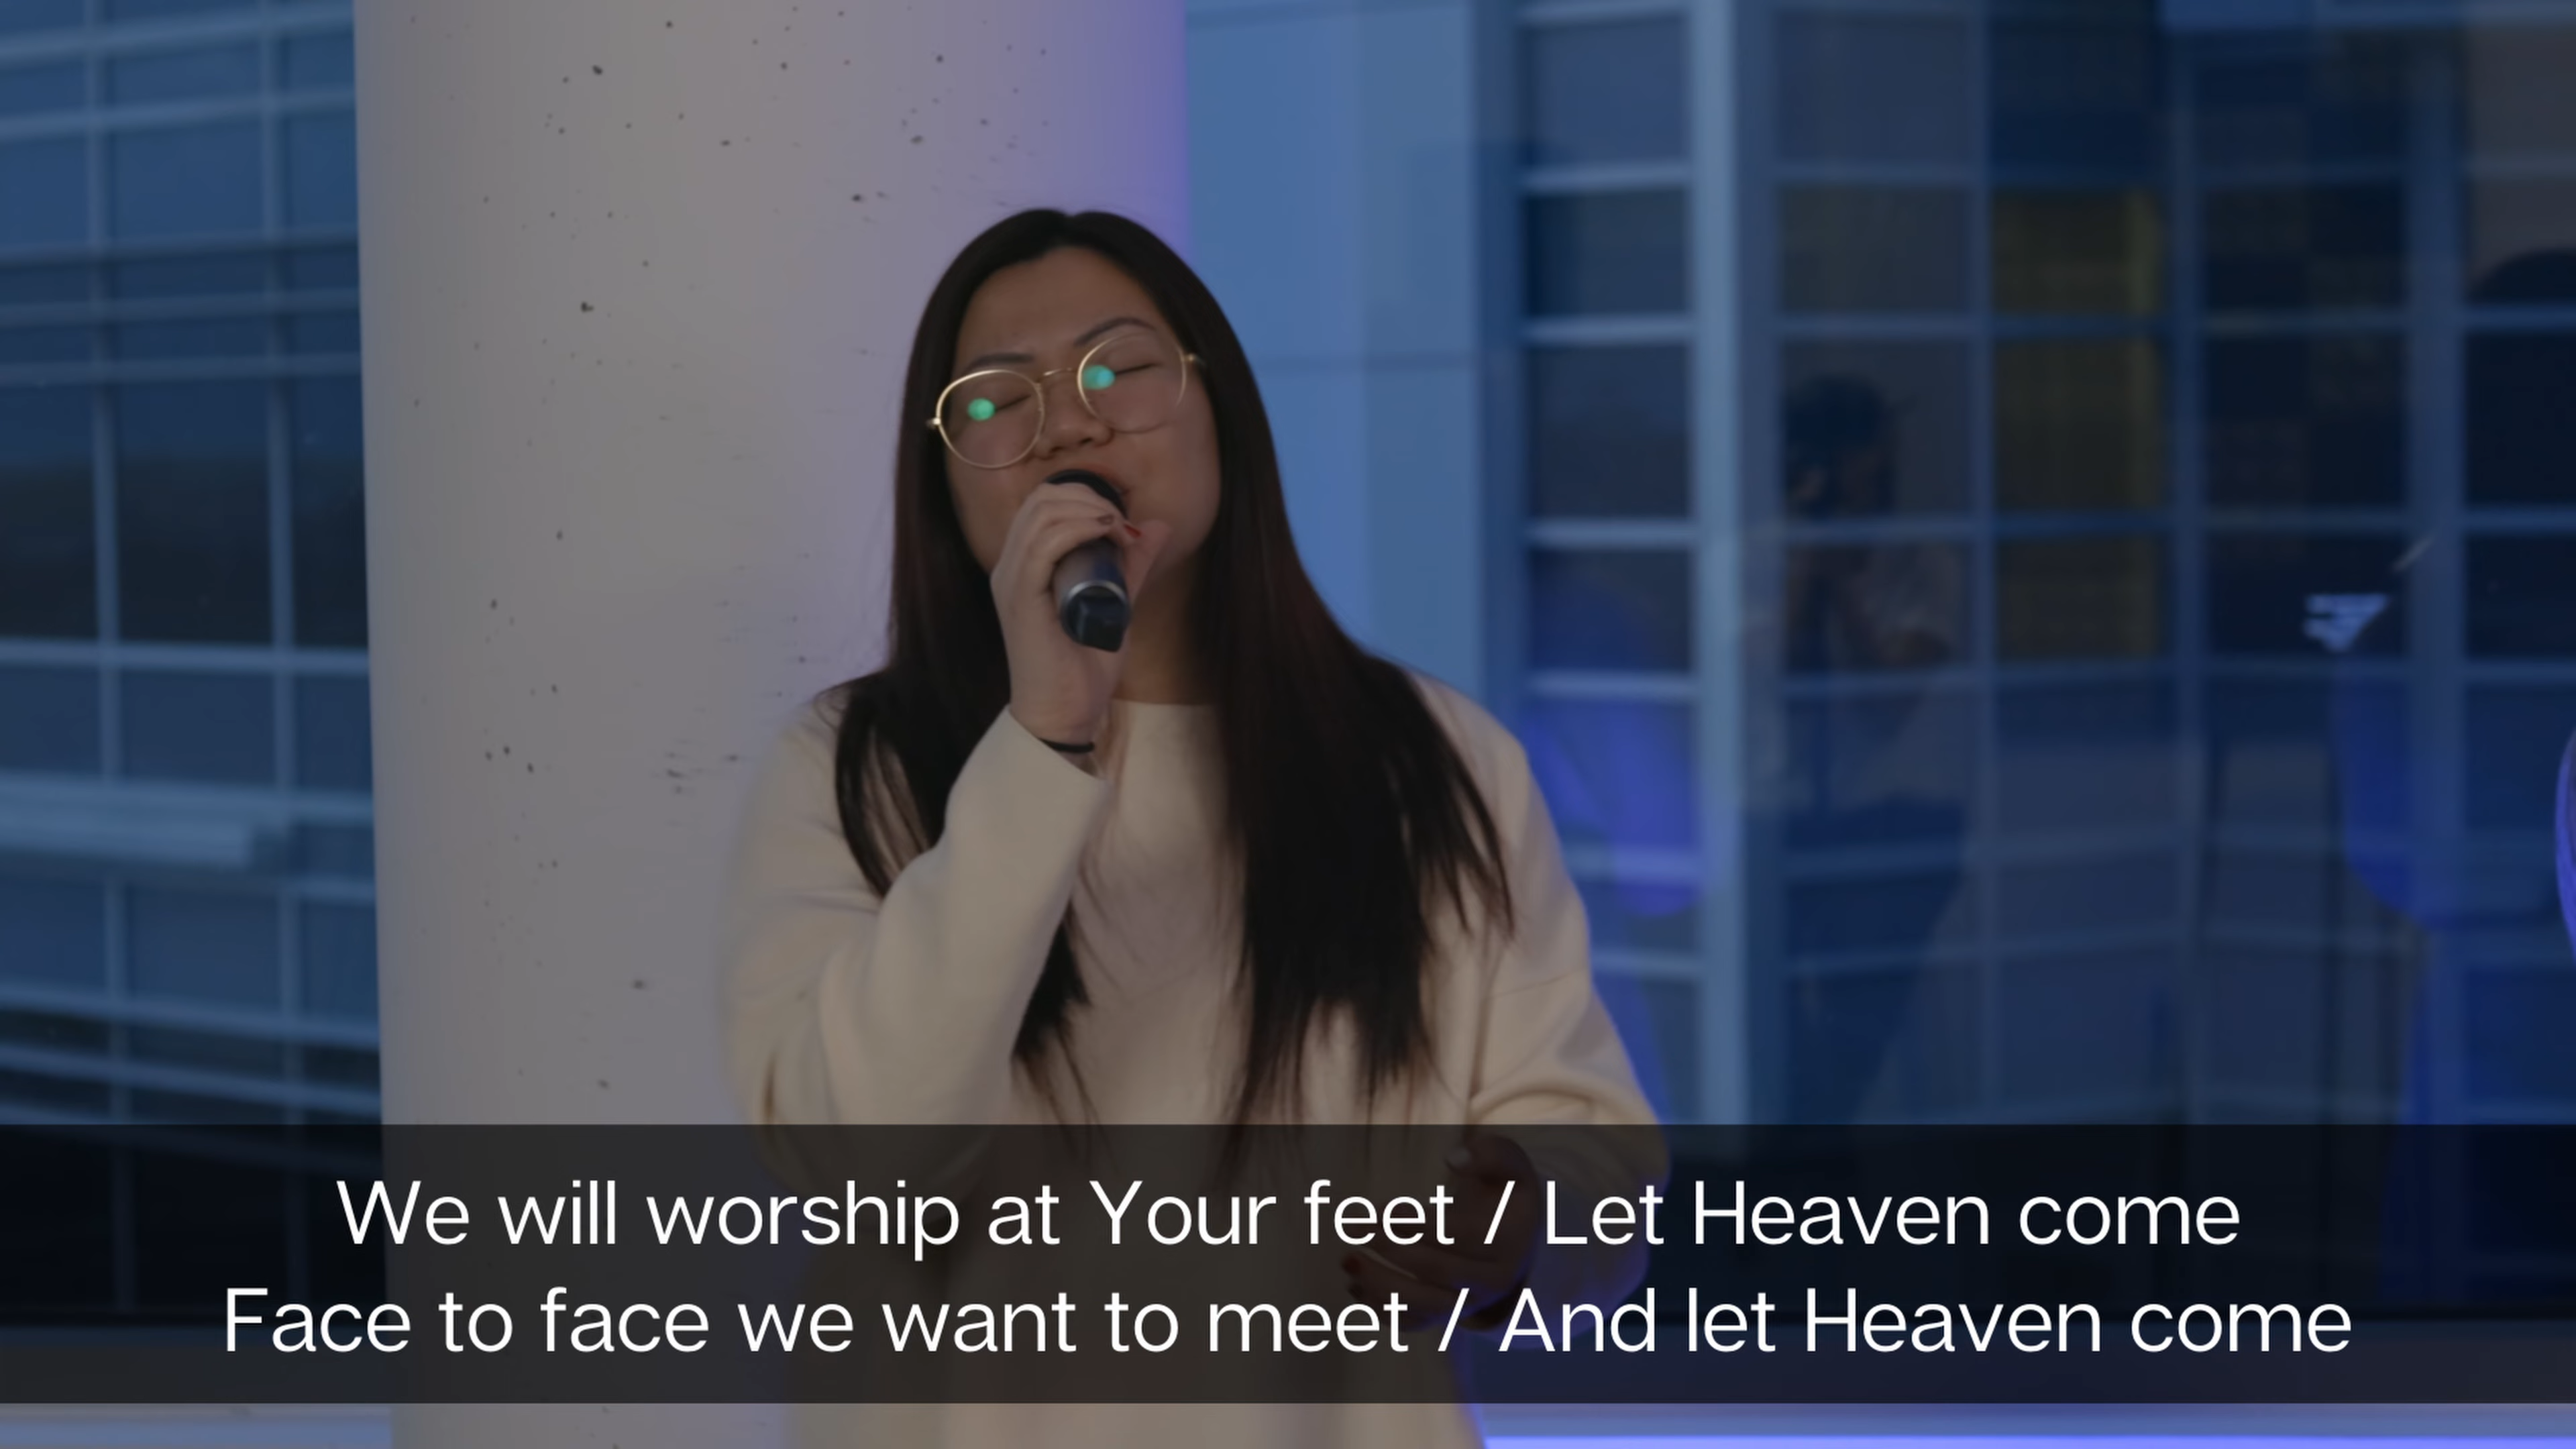 We will worship at Your feet / Let Heaven come
Face to face we want to meet / And let Heaven come